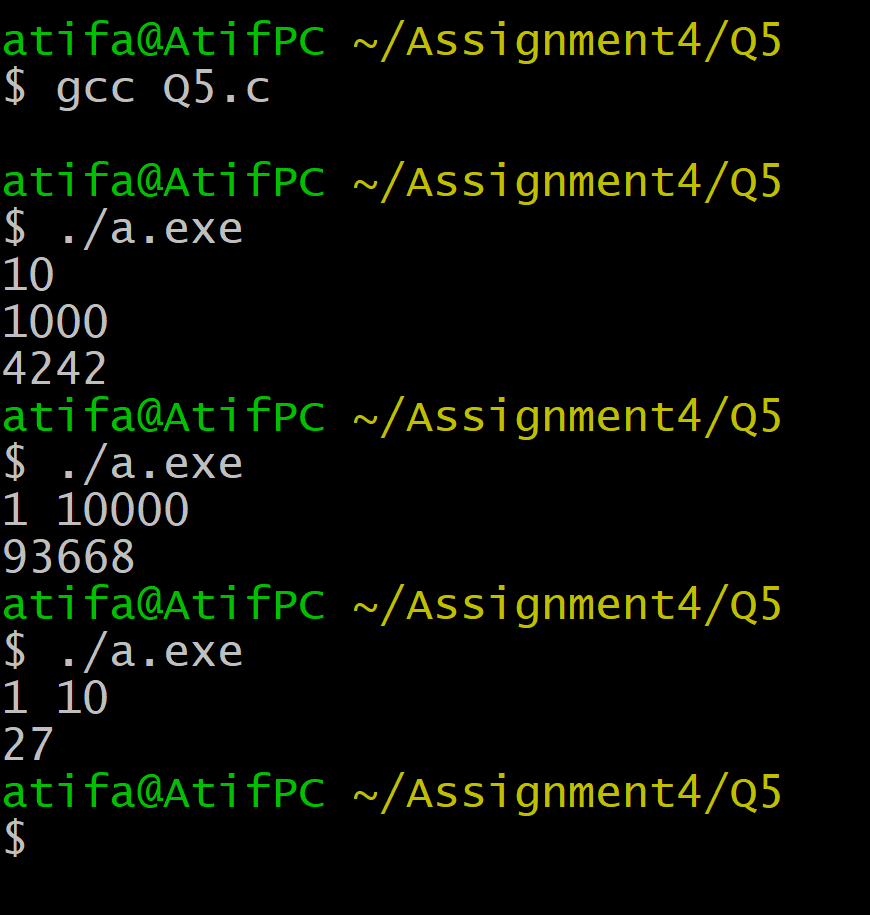 atifa@AtifPC ~/Assignment4/Q5
$ gcc Q5.c
atifa@AtifPC ~/Assignment4/Q5
$ ./a.exe
10
1000
4242
atifa@AtifPC ~/Assignment4/Q5
$ ./a.exe
1 10000
93668
atifa@AtifPC ~/Assignment4/Q5
$ ./a.exe
1 10
27
atifa@AtifPC ~/Assignment4/Q5
$